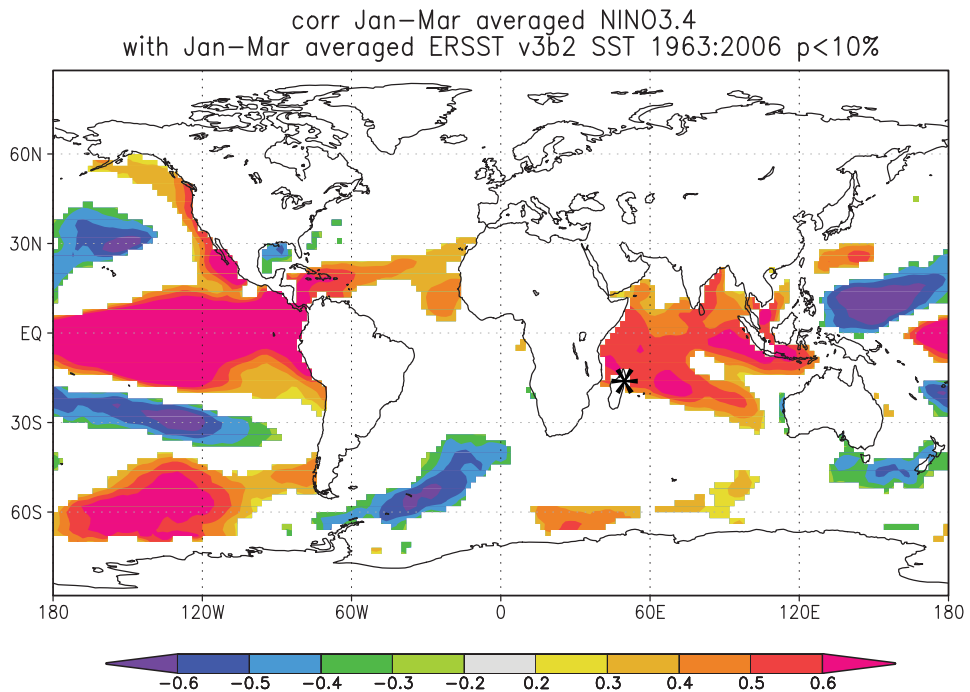 corr Jan-Mar averaged NINO3.4
with Jan-Mar averaged ERSST v3b2 SST 1963:2006 p<10%
60N
30N
EQ
30S
60S
180 120W 60W 0 60E 120E 180
-0.6 -0.5 -0.4 -0.3 -0.2 0.2 0.3 0.4 0.5 0.6